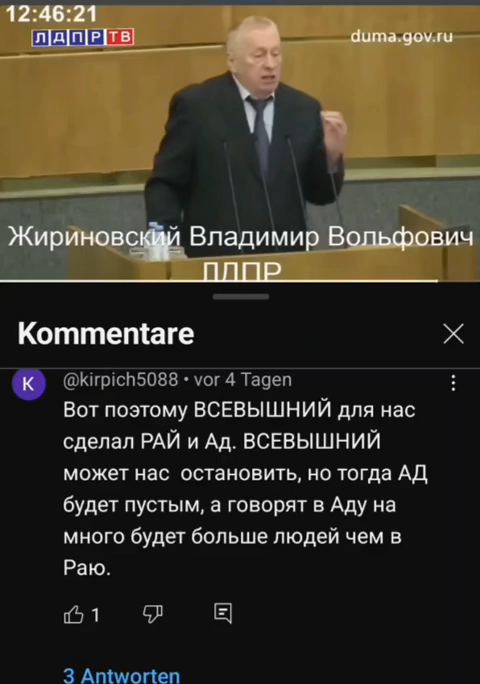 12:46:21
ЛДПР ТВ
duma.gov.ru
Жириновский Владимир Вольфович
ЛДПР
Kommentare
K
@kirpich5088 • vor 4 Tagen
Вот поэтому ВСЕВЫШНИЙ для нас
сделал РАЙ и Ад. ВСЕВЫШНИЙ
может нас остановить, но тогда АД
будет пустым, а говорят в Аду на
много будет больше людей чем в
Раю.
1
3 Antworten